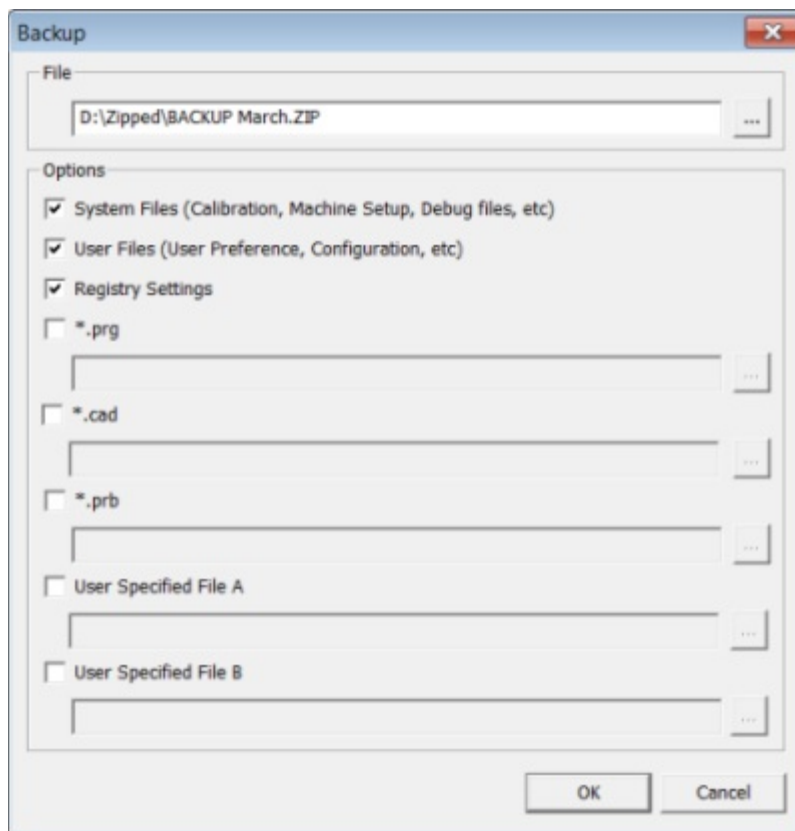 Backup
File
D:\Zipped\BACKUP March.ZIP
...
Options
System Files (Calibration, Machine Setup, Debug files, etc)
User Files (User Preference, Configuration, etc)
Registry Settings
*.prg
...
*.cad
...
*.prb
...
User Specified File A
...
User Specified File B
...
OK Cancel